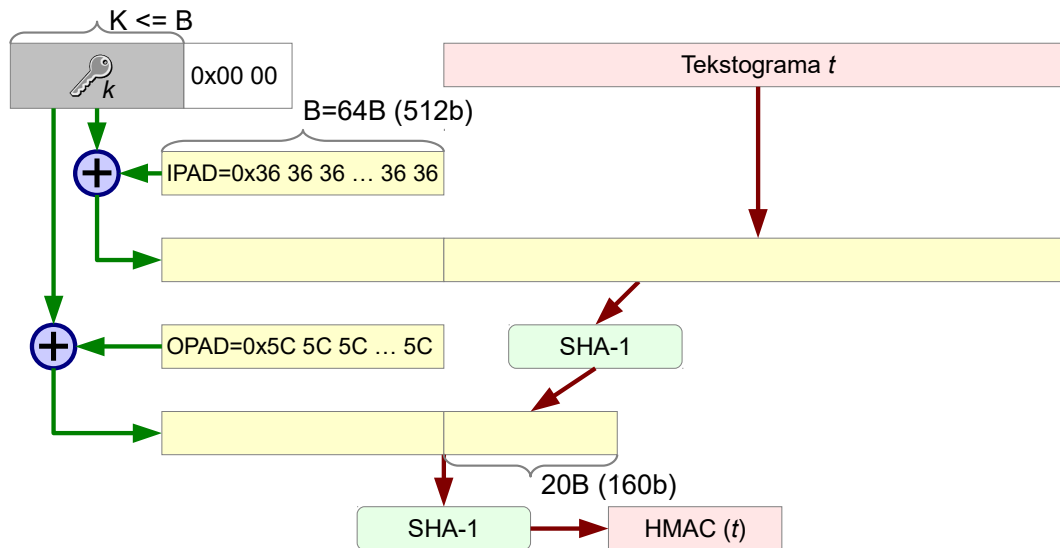 K <= B
k
0x00 00
Tekstograma t
B=64B (512b)
IPAD=0x36 36 36 … 36 36
OPAD=0x5C 5C 5C … 5C
SHA-1
20B (160b)
SHA-1
HMAC (t)